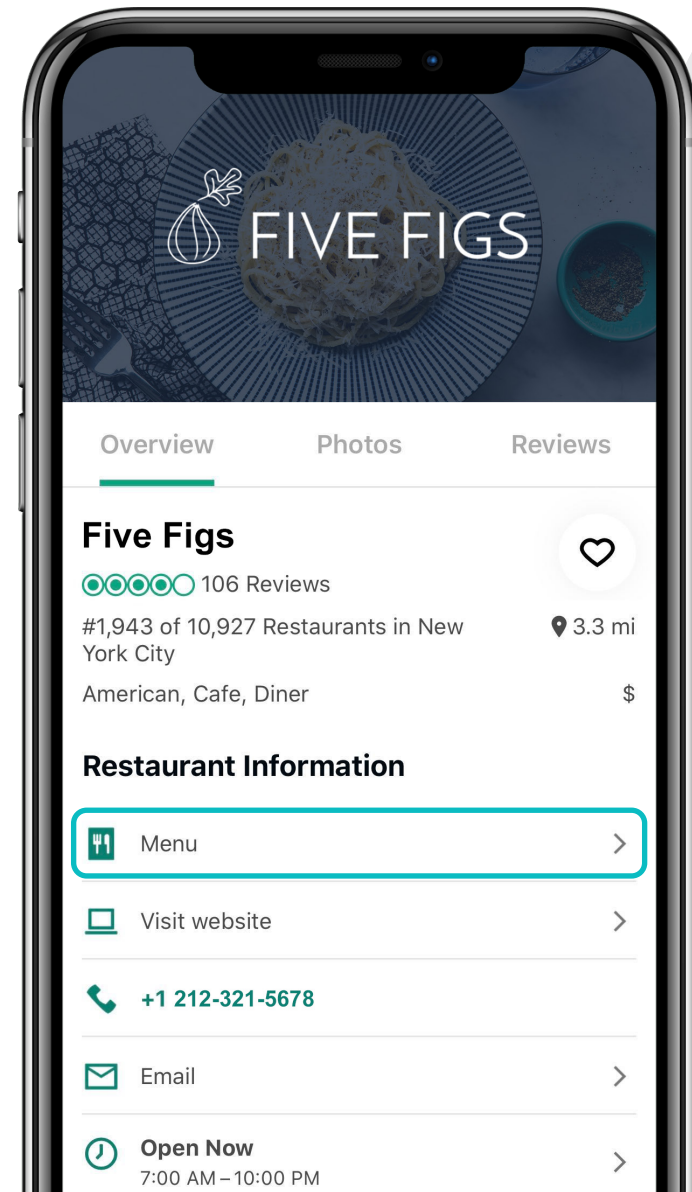 FIVE FIGS
Overview Photos Reviews
Five Figs
106 Reviews
#1,943 of 10,927 Restaurants in New
York City
3.3 mi
American, Cafe, Diner
$
Restaurant Information
Menu
Visit website
+1 212-321-5678
Email
Open Now
7:00 AM – 10:00 PM